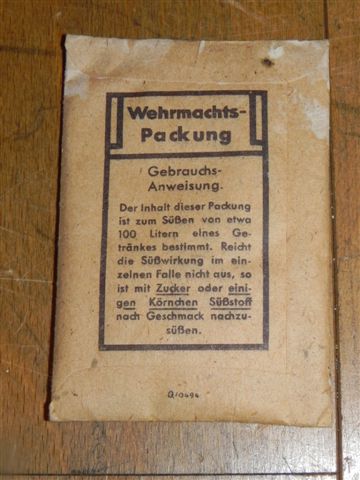 Wehrmachts-
Packung
Gebrauchs-
Anweisung.
Der Inhalt dieser Packung
ist zum Süßen von etwa
100 Litern eines Ge-
tränkes bestimmt. Reicht
die Süßwirkung im ein-
zelnen Falle nicht aus, so
ist mit Zucker oder eini-
gen Körnchen Süßstoff
nach Geschmack nachzu-
süßen.
Q/0494